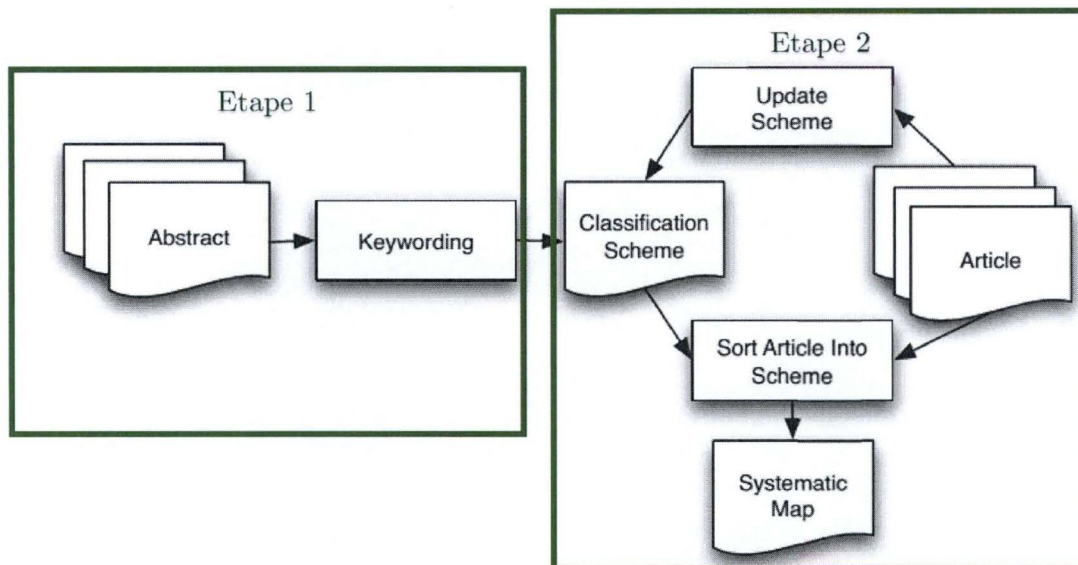 Etape 1
Abstract
Keywording
Etape 2
Update
Scheme
Classification
Scheme
Article
Sort Article Into
Scheme
Systematic
Map